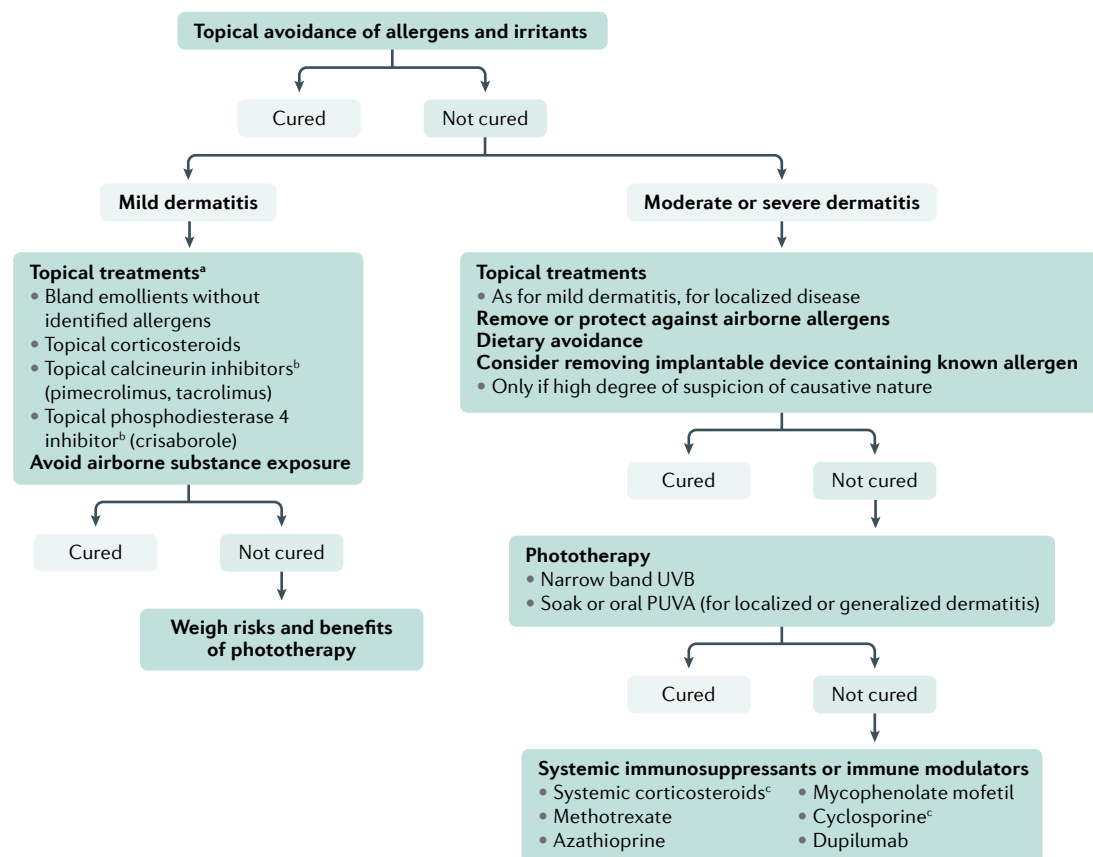 Topical avoidance of allergens and irritants
Cured
Not cured
Mild dermatitis
Topical treatmentsᵃ
• Bland emollients without
identified allergens
• Topical corticosteroids
• Topical calcineurin inhibitorsᵇ
(pimecrolimus, tacrolimus)
• Topical phosphodiesterase 4
inhibitorᵇ (crisaborole)
Avoid airborne substance exposure
Cured
Not cured
Weigh risks and benefits
of phototherapy
Moderate or severe dermatitis
Topical treatments
• As for mild dermatitis, for localized disease
Remove or protect against airborne allergens
Dietary avoidance
Consider removing implantable device containing known allergen
• Only if high degree of suspicion of causative nature
Cured
Not cured
Phototherapy
• Narrow band UVB
• Soak or oral PUVA (for localized or generalized dermatitis)
Cured
Not cured
Systemic immunosuppressants or immune modulators
• Systemic corticosteroidsᶜ
• Methotrexate
• Azathioprine
• Mycophenolate mofetil
• Cyclosporineᶜ
• Dupilumab